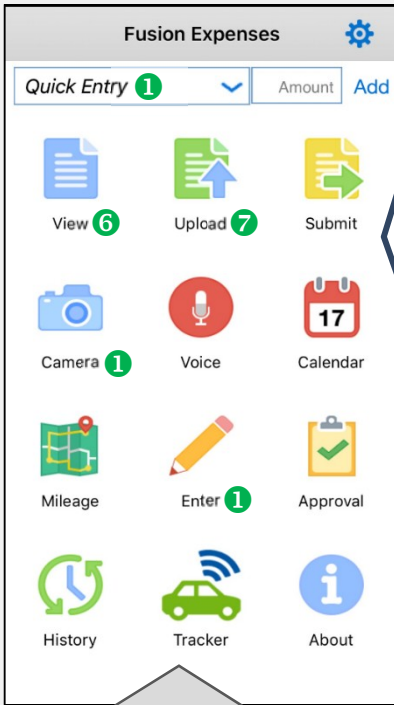 Fusion Expenses
Quick Entry 1 Amount Add
View 6 Upload 7 Submit
17
Camera 1 Voice Calendar
Mileage Enter 1 Approval
i
History Tracker About